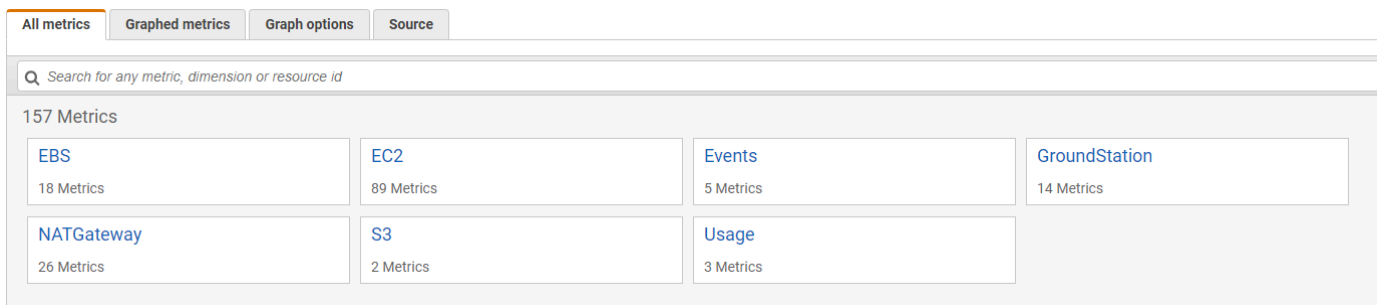 All metrics Graphed metrics Graph options Source
Search for any metric, dimension or resource id
157 Metrics
EBS EC2 Events GroundStation
18 Metrics 89 Metrics 5 Metrics 14 Metrics
NATGateway S3 Usage
26 Metrics 2 Metrics 3 Metrics